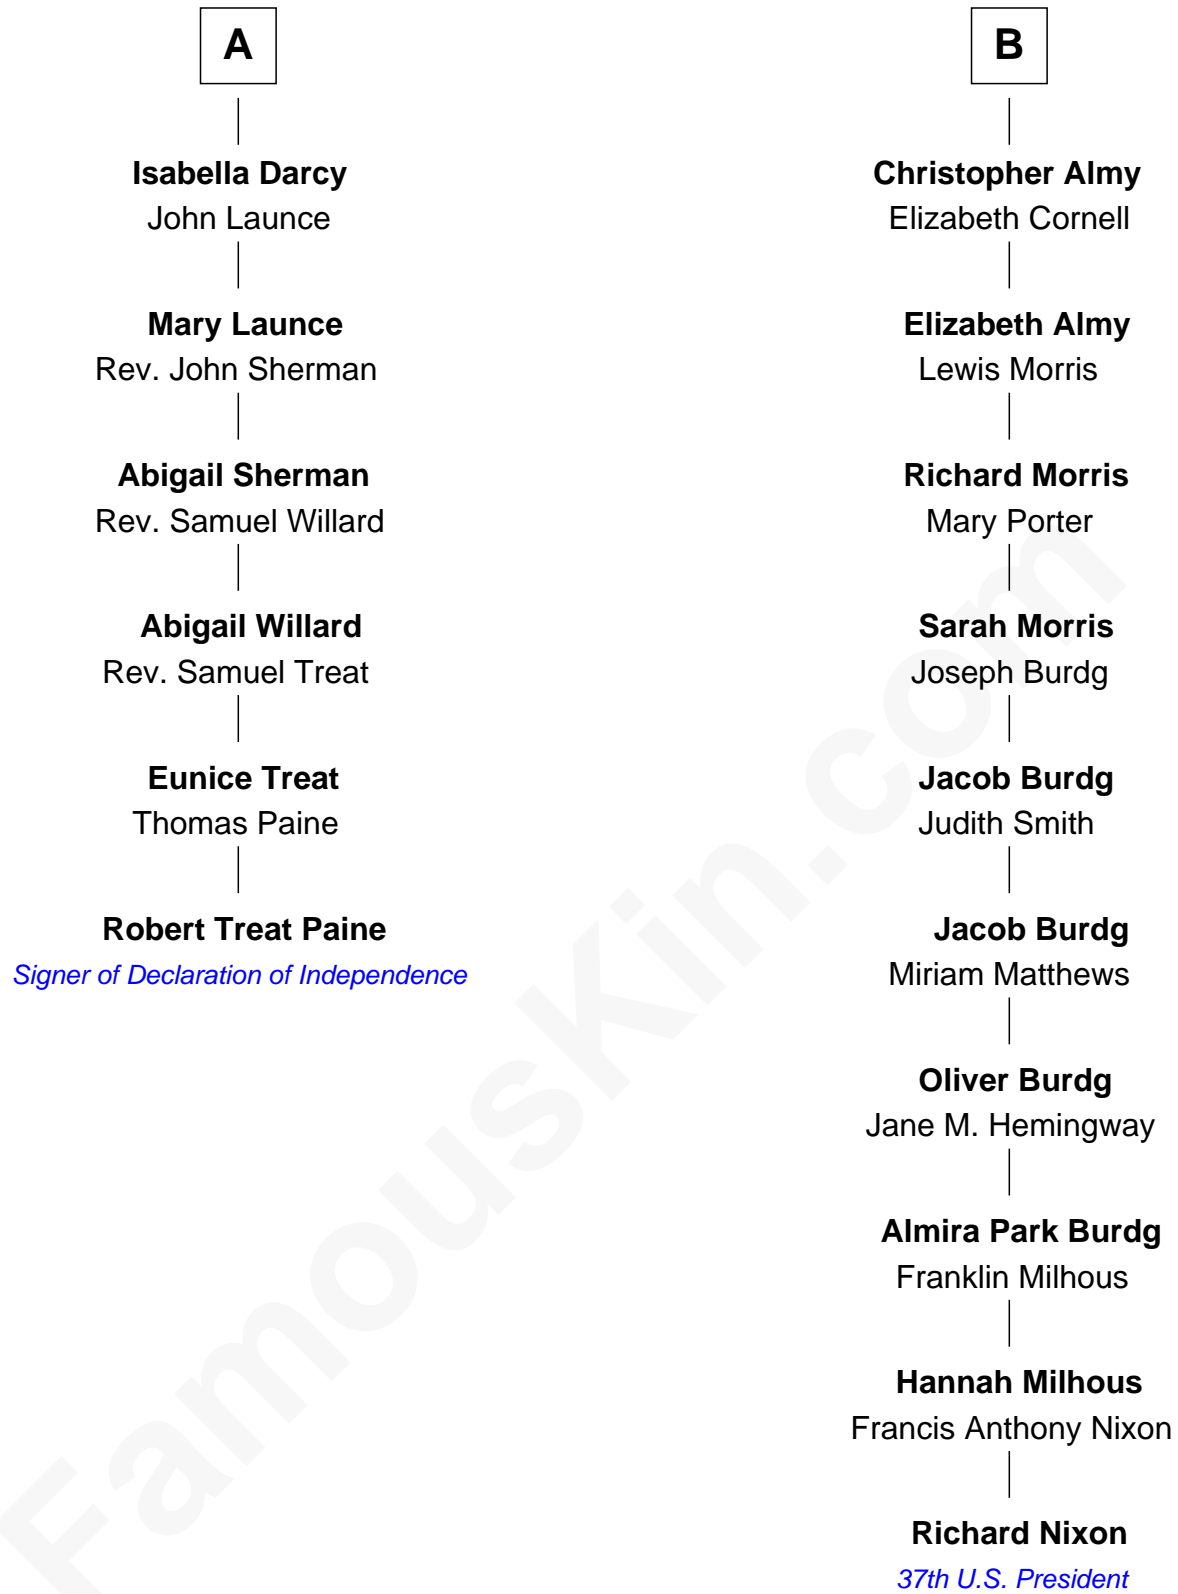 A
Isabella Darcy
John Launce
Mary Launce
Rev. John Sherman
Abigail Sherman
Rev. Samuel Willard
Abigail Willard
Rev. Samuel Treat
Eunice Treat
Thomas Paine
Robert Treat Paine
Signer of Declaration of Independence
B
Christopher Almy
Elizabeth Cornell
Elizabeth Almy
Lewis Morris
Richard Morris
Mary Porter
Sarah Morris
Joseph Burdg
Jacob Burdg
Judith Smith
Jacob Burdg
Miriam Matthews
Oliver Burdg
Jane M. Hemingway
Almira Park Burdg
Franklin Milhous
Hannah Milhous
Francis Anthony Nixon
Richard Nixon
37th U.S. President
FamousKin.com